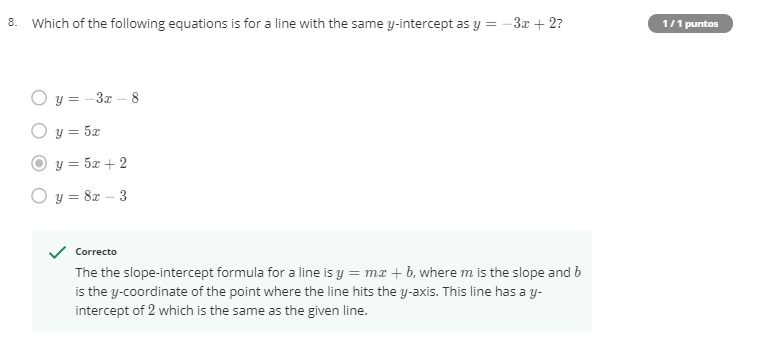 8. Which of the following equations is for a line with the same y-intercept as y = −3x + 2?
1 / 1 puntos
y = −3x − 8
y = 5x
y = 5x + 2
y = 8x − 3
Correcto
The the slope-intercept formula for a line is y = mx + b, where m is the slope and b
is the y-coordinate of the point where the line hits the y-axis. This line has a y-
intercept of 2 which is the same as the given line.